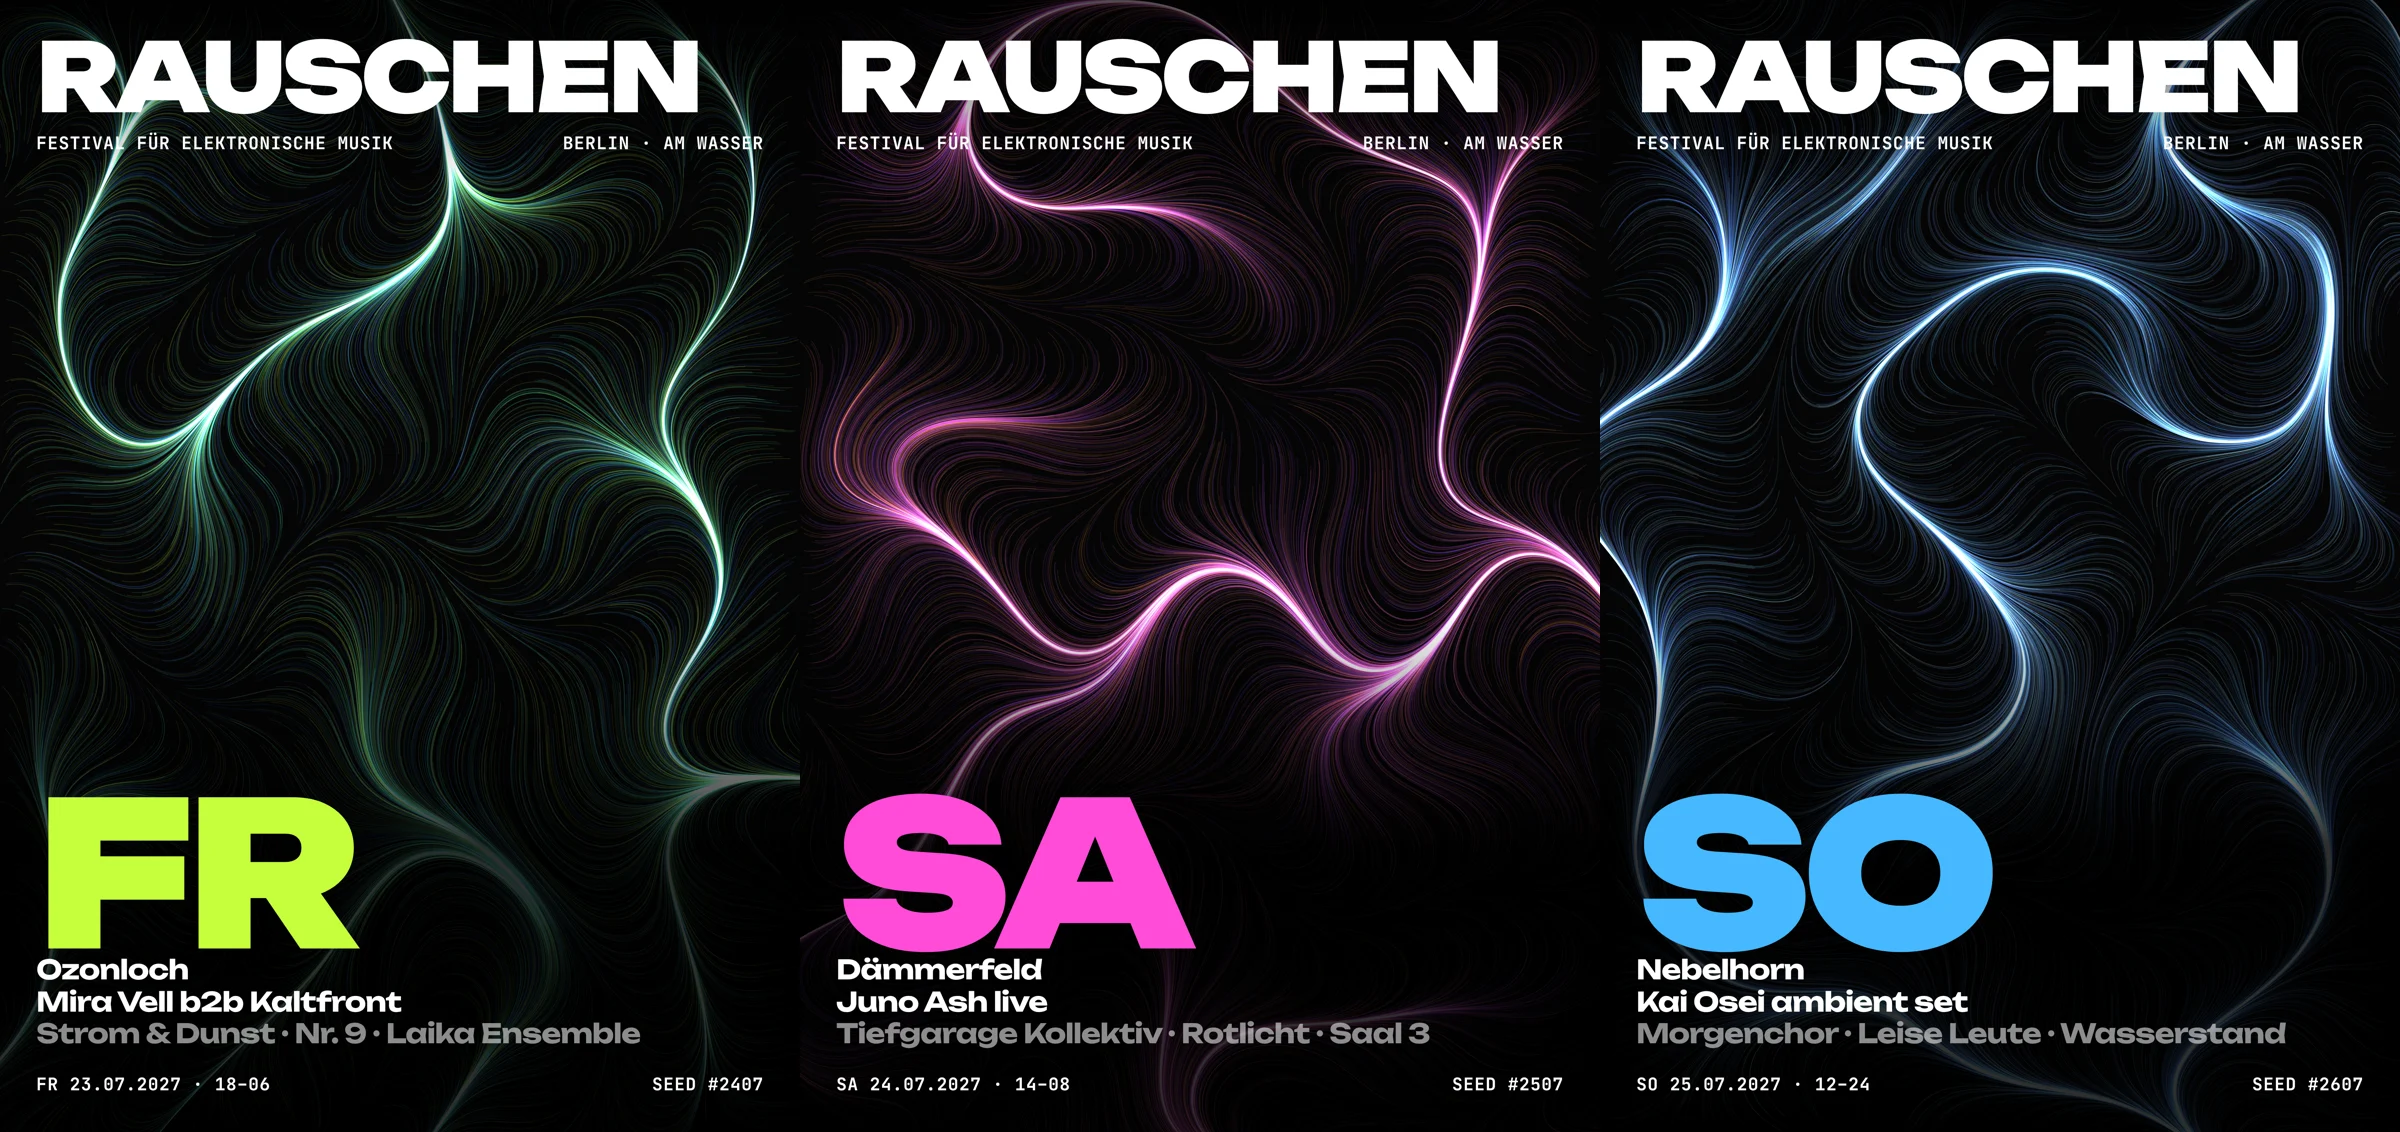 RAUSCHEN
FESTIVAL FÜR ELEKTRONISCHE MUSIK
BERLIN · AM WASSER
FR
Ozonloch
Mira Vell b2b Kaltfront
Strom & Dunst · Nr. 9 · Laika Ensemble
FR 23.07.2027 · 18–06
SEED #2407
RAUSCHEN
FESTIVAL FÜR ELEKTRONISCHE MUSIK
BERLIN · AM WASSER
SA
Dämmerfeld
Juno Ash live
Tiefgarage Kollektiv · Rotlicht · Saal 3
SA 24.07.2027 · 14–08
SEED #2507
RAUSCHEN
FESTIVAL FÜR ELEKTRONISCHE MUSIK
BERLIN · AM WASSER
SO
Nebelhorn
Kai Osei ambient set
Morgenchor · Leise Leute · Wasserstand
SO 25.07.2027 · 12–24
SEED #2607